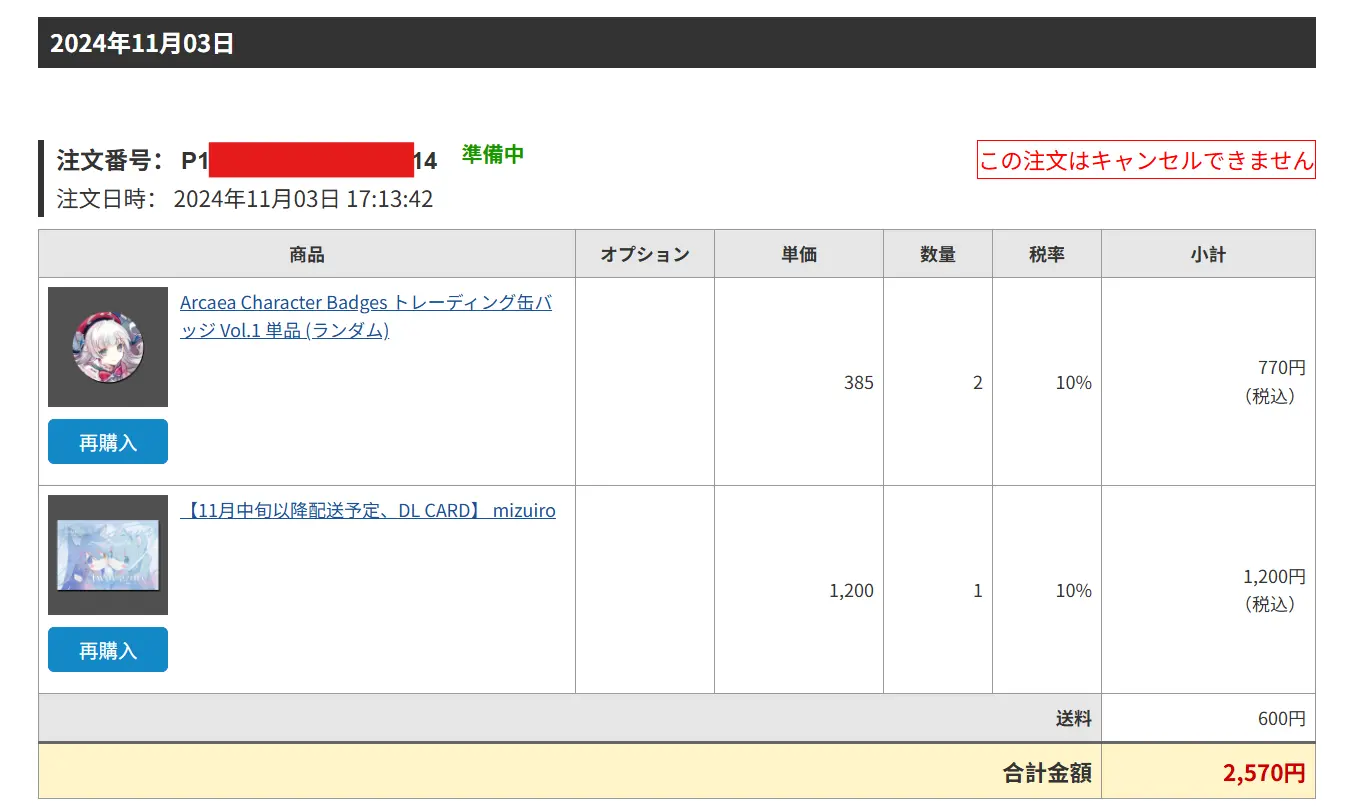 2024年11月03日
注文番号： P1 14 準備中
この注文はキャンセルできません
注文日時： 2024年11月03日 17:13:42
商品 オプション 単価 数量 税率 小計
Arcaea Character Badges トレーディング缶バ
ッジ Vol.1 単品 (ランダム)
385 2 10% 770円
（税込）
再購入
【11月中旬以降配送予定、DL CARD】 mizuiro
1,200 1 10% 1,200円
（税込）
再購入
送料 600円
合計金額 2,570円